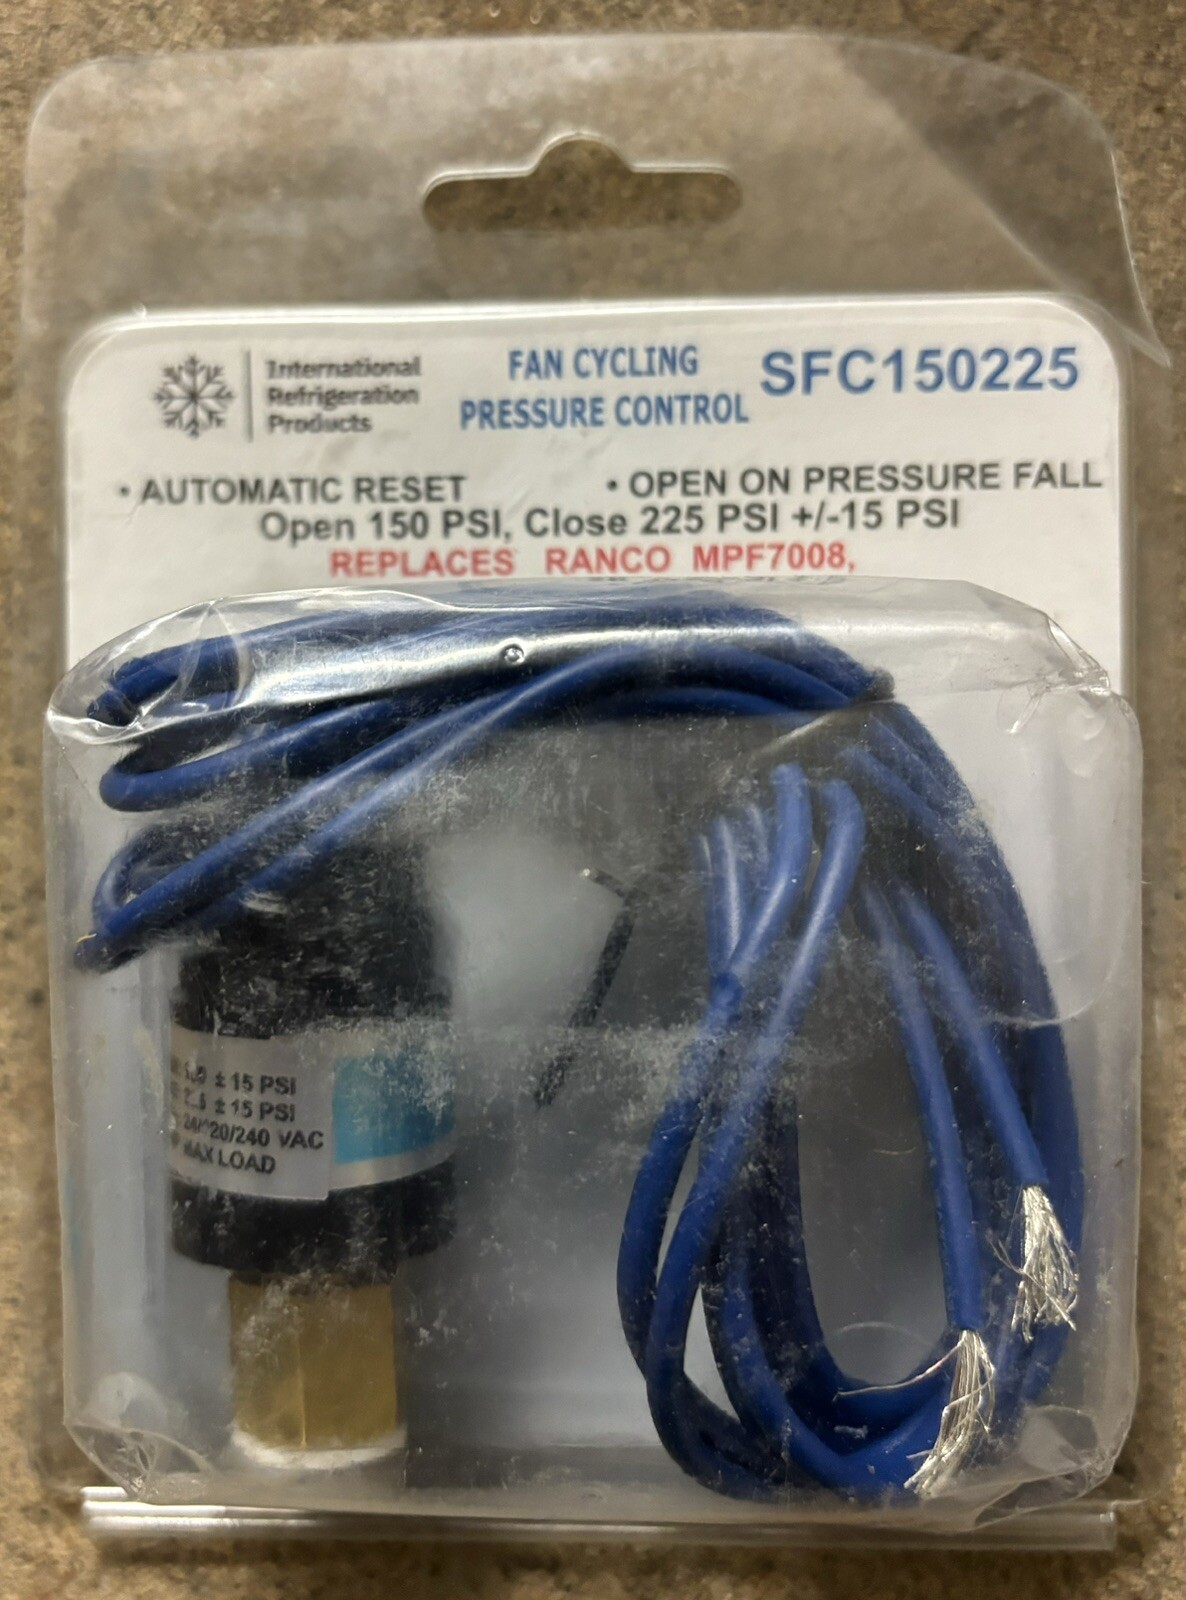 International
Refrigeration
Products
FAN CYCLING
PRESSURE CONTROL
SFC150225
• AUTOMATIC RESET
• OPEN ON PRESSURE FALL
Open 150 PSI, Close 225 PSI +/-15 PSI
REPLACES RANCO MPF7008,
± 15 PSI
± 15 PSI
VAC
MAX LOAD